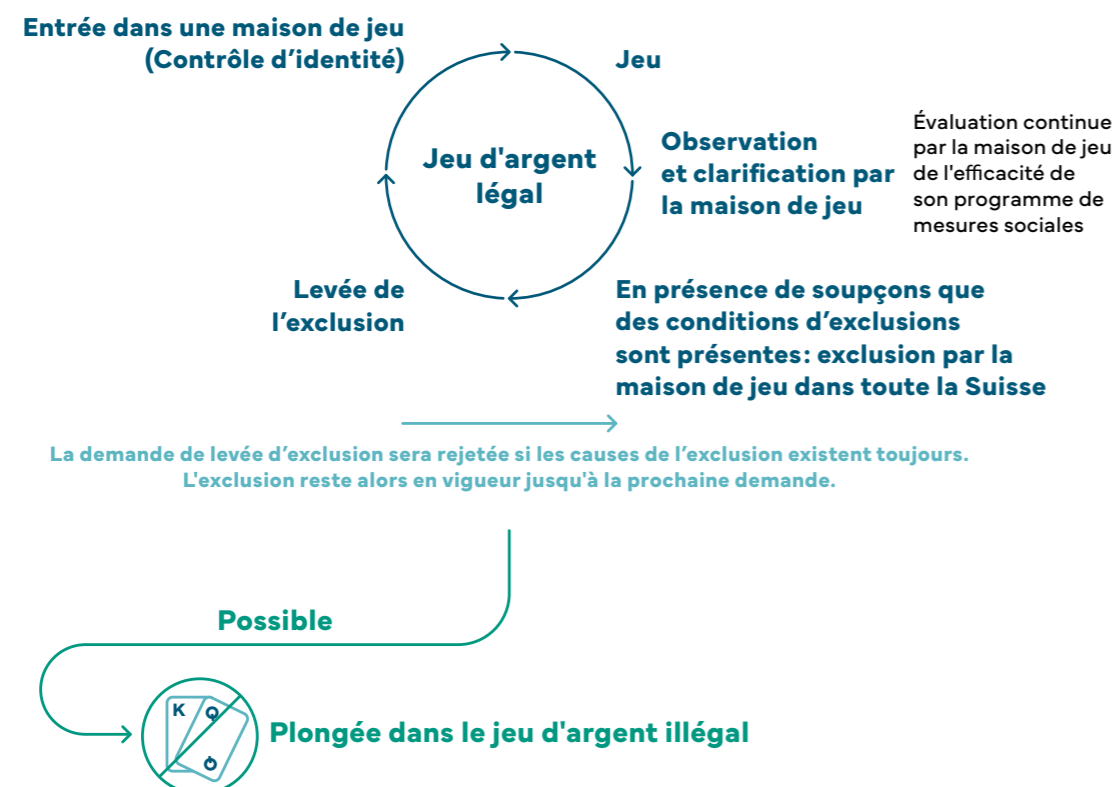 Entrée dans une maison de jeu
(Contrôle d’identité)
Jeu
Jeu d'argent
légal
Observation
et clarification par
la maison de jeu
Évaluation continue
par la maison de jeu
de l'efficacité de
son programme de
mesures sociales
Levée de
l’exclusion
En présence de soupçons que
des conditions d’exclusions
sont présentes: exclusion par la
maison de jeu dans toute la Suisse
La demande de levée d’exclusion sera rejetée si les causes de l’exclusion existent toujours.
L'exclusion reste alors en vigueur jusqu'à la prochaine demande.
Possible
K
Q
Q
Plongée dans le jeu d'argent illégal